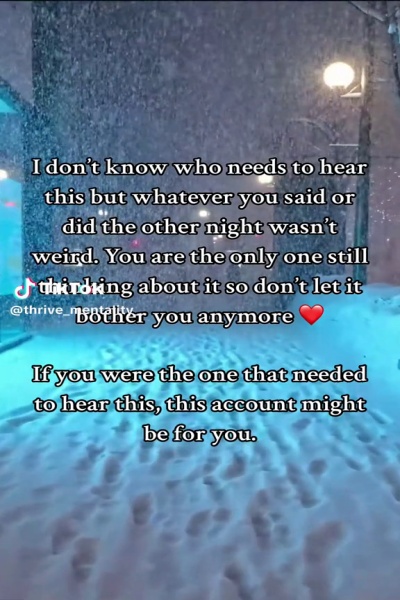 I don't know who needs to hear
this but whatever you said or
did the other night wasn't
weird. You are the only one still
thinking about it so don't let it
bother you anymore ❤️
TikTok
@thrive_mentality
If you were the one that needed
to hear this, this account might
be for you.